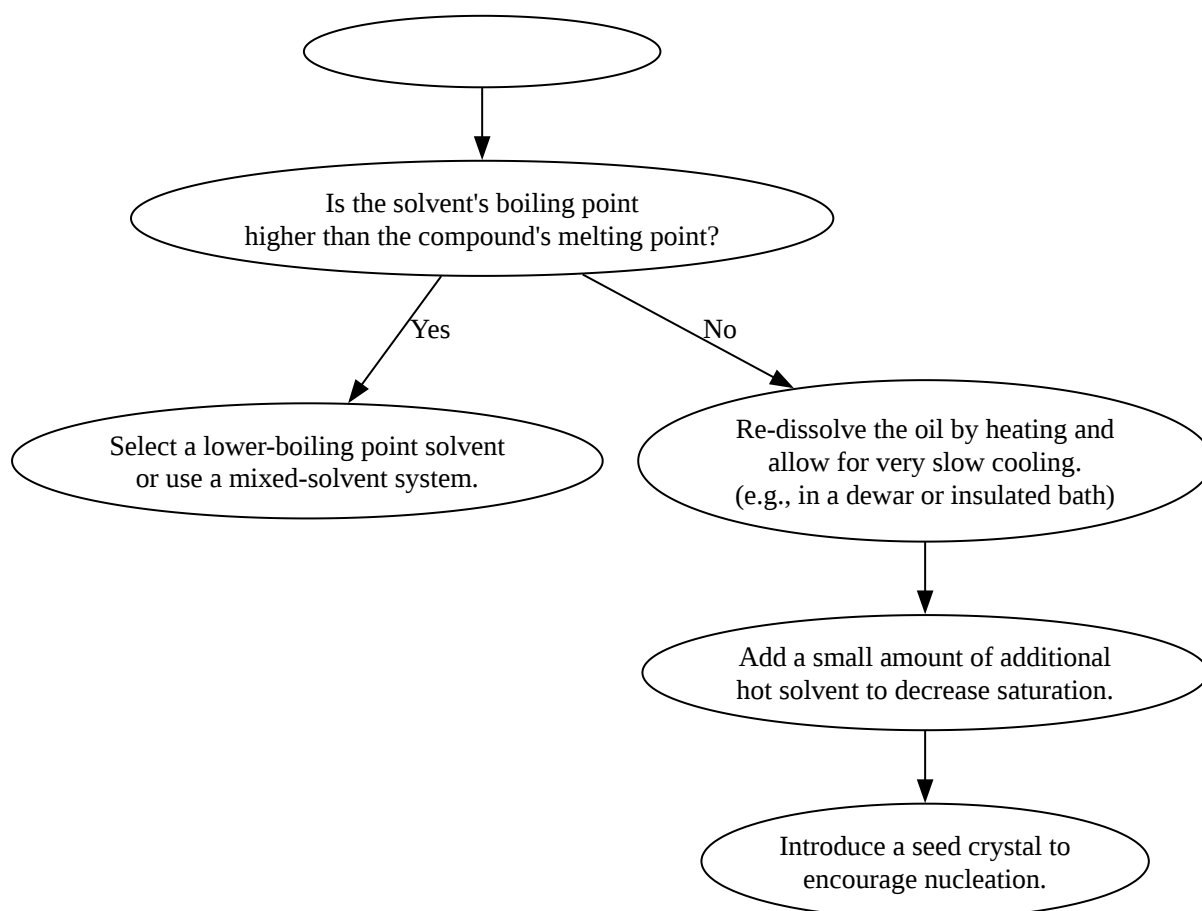 Is the solvent's boiling point
higher than the compound's melting point?
Yes
No
Select a lower-boiling point solvent
or use a mixed-solvent system.
Re-dissolve the oil by heating and
allow for very slow cooling.
(e.g., in a dewar or insulated bath)
Add a small amount of additional
hot solvent to decrease saturation.
Introduce a seed crystal to
encourage nucleation.